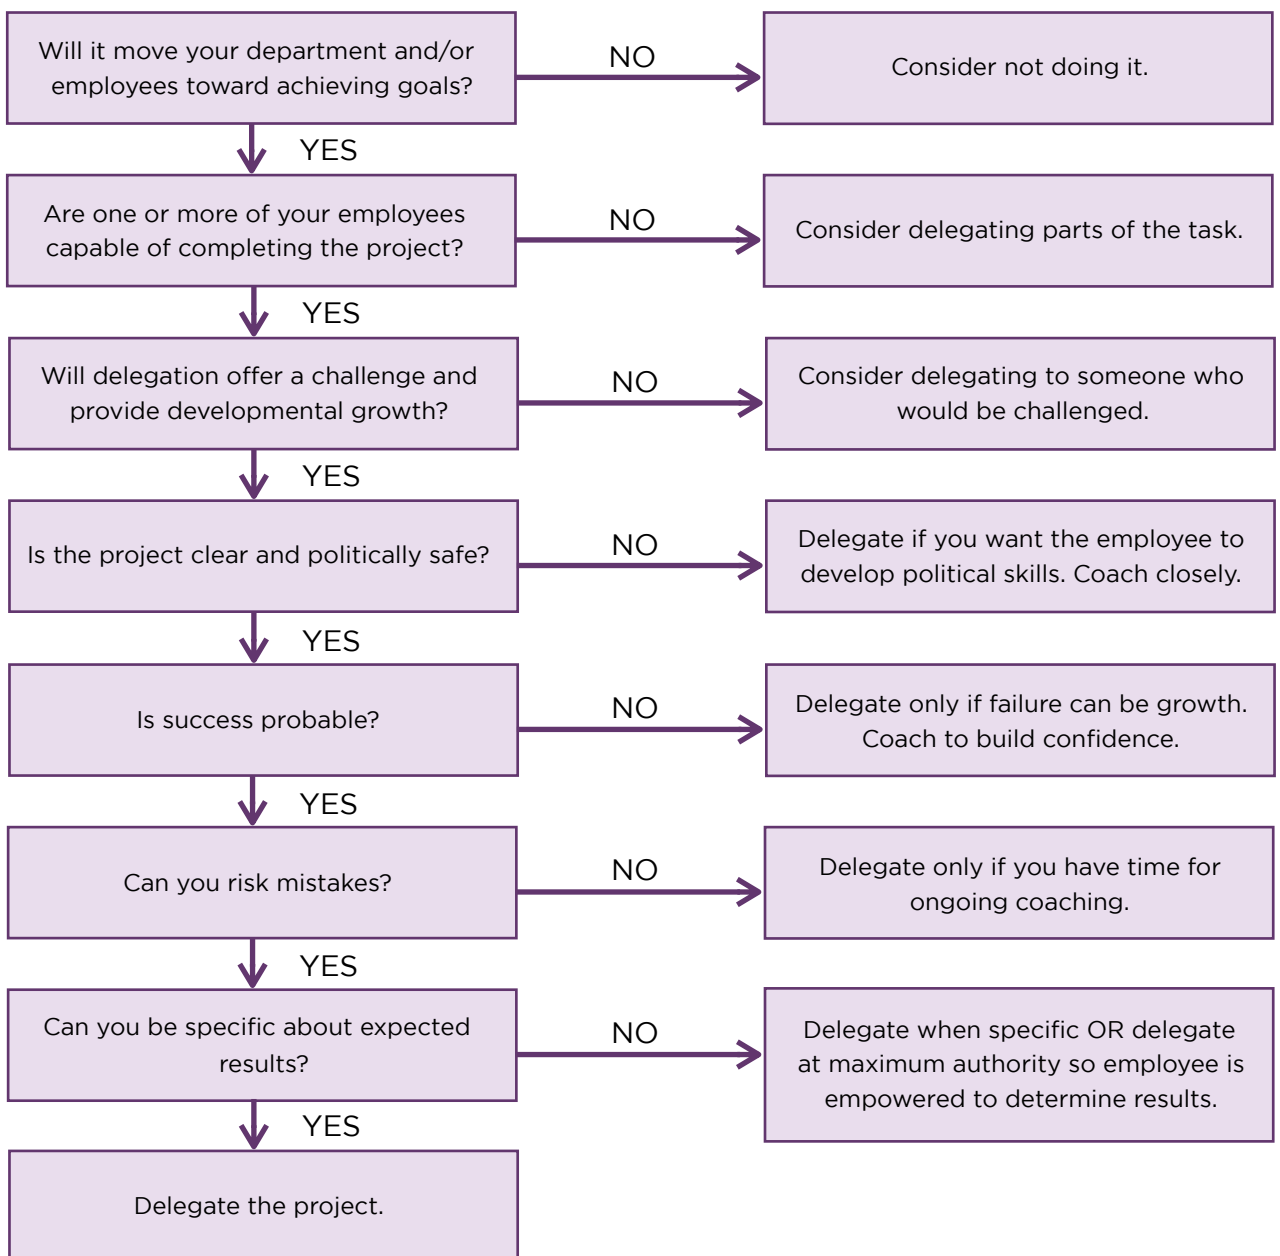 Will it move your department and/or
employees toward achieving goals?
NO
Consider not doing it.
YES
Are one or more of your employees
capable of completing the project?
NO
Consider delegating parts of the task.
YES
Will delegation offer a challenge and
provide developmental growth?
NO
Consider delegating to someone who
would be challenged.
YES
Is the project clear and politically safe?
NO
Delegate if you want the employee to
develop political skills. Coach closely.
YES
Is success probable?
NO
Delegate only if failure can be growth.
Coach to build confidence.
YES
Can you risk mistakes?
NO
Delegate only if you have time for
ongoing coaching.
YES
Can you be specific about expected
results?
NO
Delegate when specific OR delegate
at maximum authority so employee is
empowered to determine results.
YES
Delegate the project.